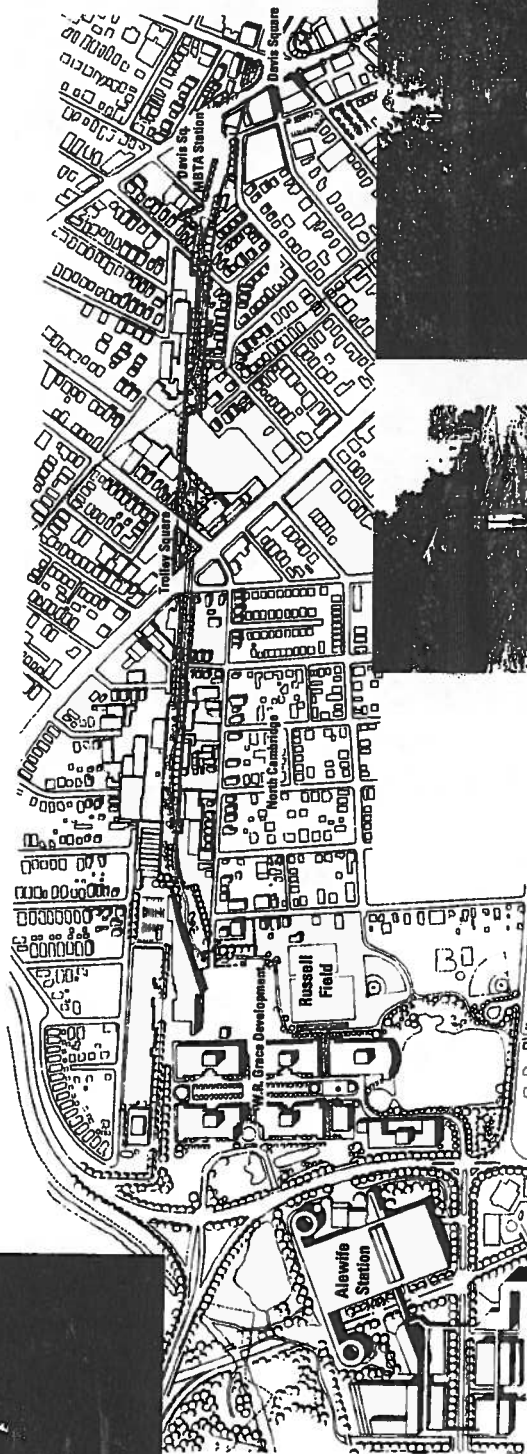 Davis Square
Davis Sq.
MBTA Station
Trolley Square
North Cambridge
W.R. Grace Development
Russell
Field
Alewife
Station